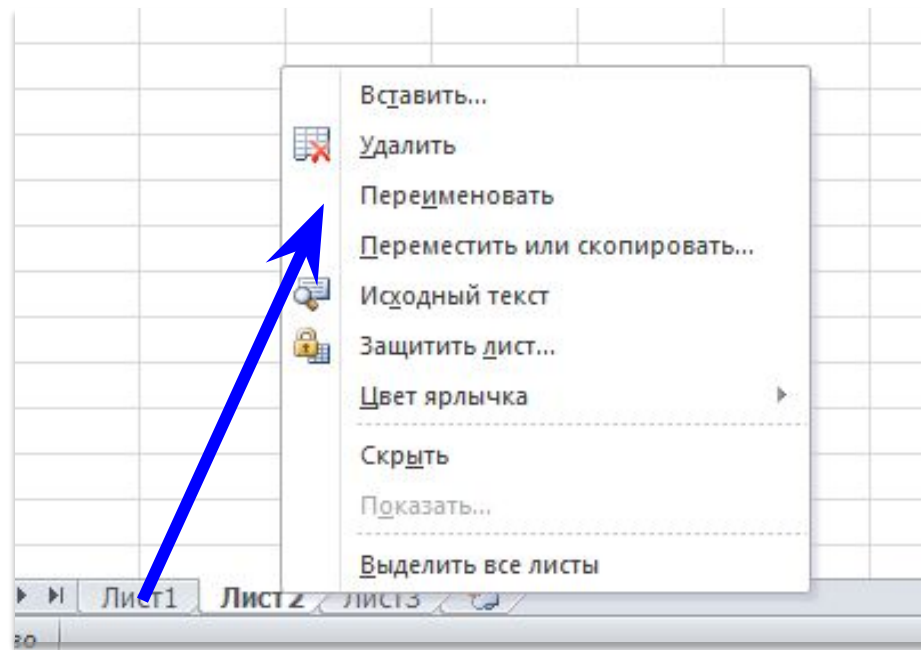 Вставить...
Удалить
Переименовать
Переместить или скопировать...
Исходный текст
Защитить лист...
Цвет ярлычка
Скрыть
Показать...
Выделить все листы
Лист1 Лист2 Лист3